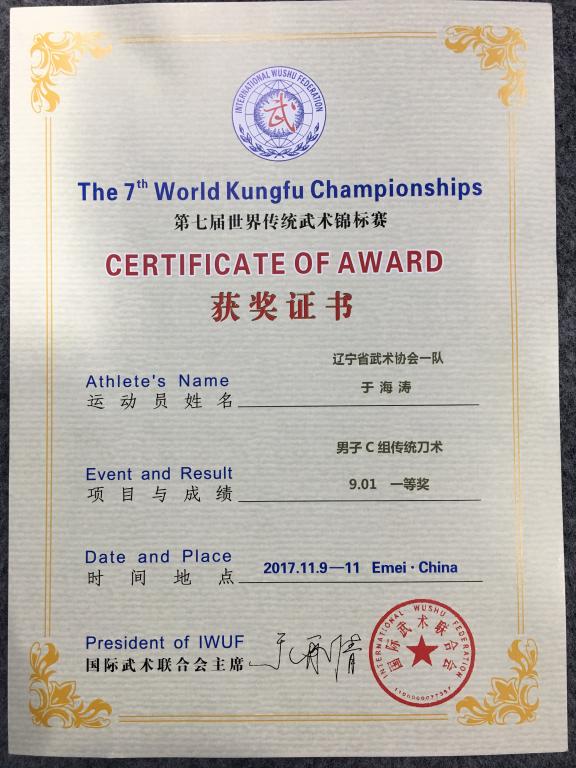 INTERNATIONAL WUSHU FEDERATION
武
The 7th World Kungfu Championships
第七届世界传统武术锦标赛
CERTIFICATE OF AWARD
获奖证书
辽宁省武术协会一队
Athlete's Name
运动员姓名 于海涛
男子C组传统刀术
Event and Result
项目与成绩 9.01 一等奖
Date and Place
时间地点 2017.11.9—11 Emei·China
President of IWUF
国际武术联合会主席
INTERNATIONAL WUSHU FEDERATION
国际武术联合会